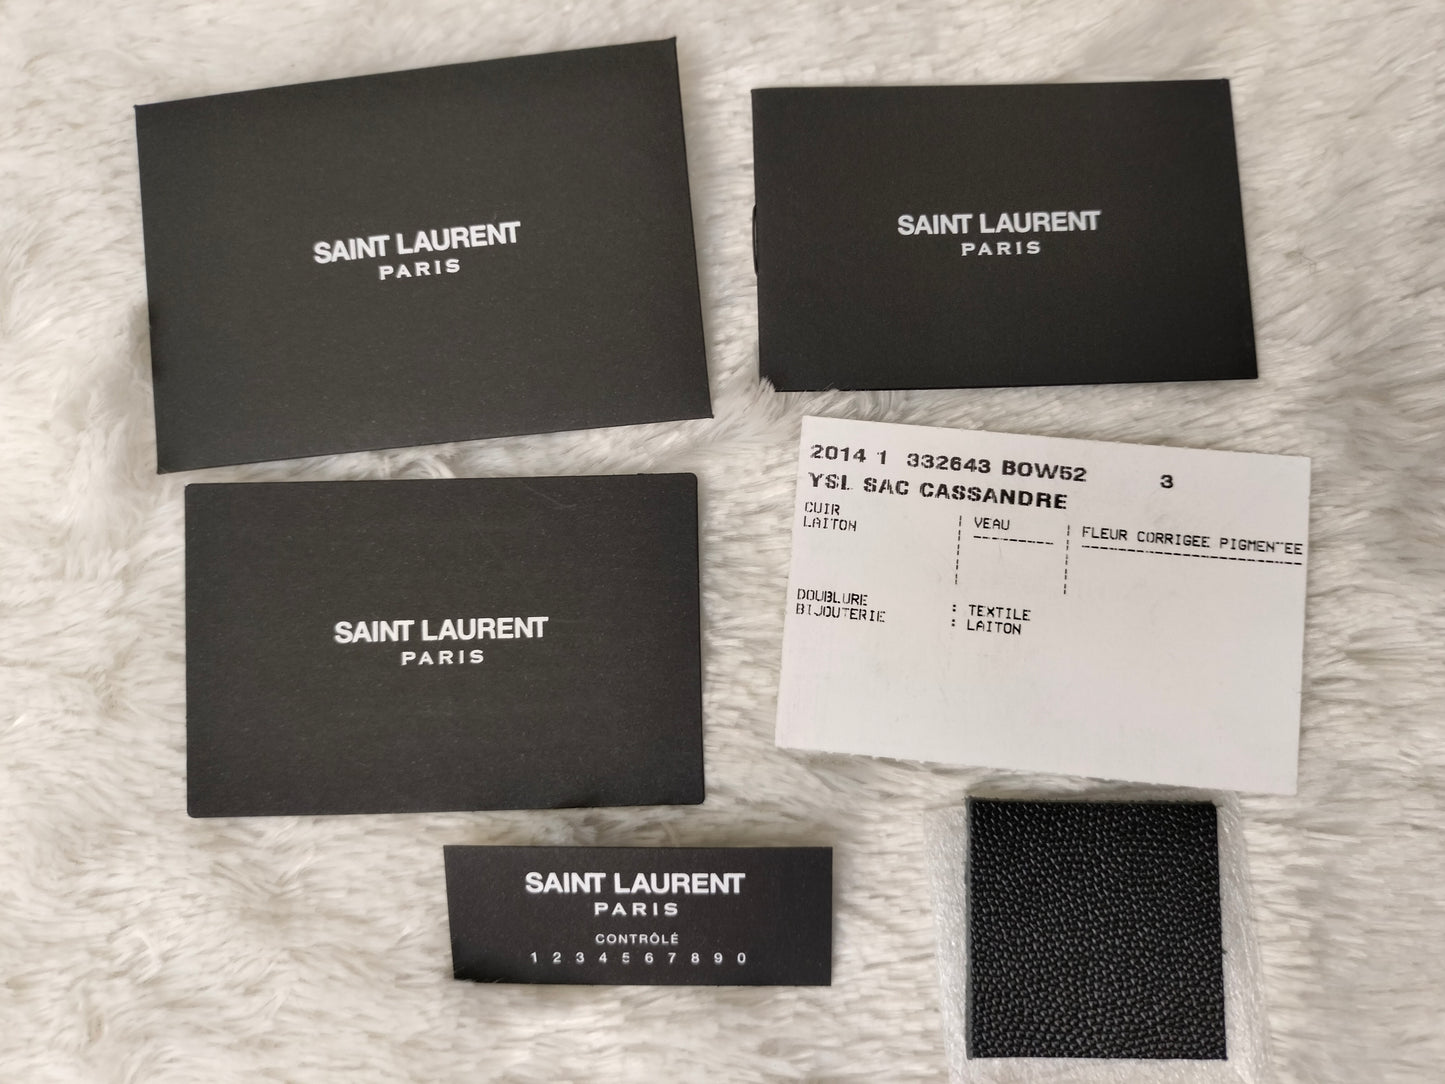 SAINT LAURENT
PARIS
SAINT LAURENT
PARIS
SAINT LAURENT
PARIS
2014 1 332643 BOW52 3
YSL SAC CASSANDRE
CUIR VEAU FLEUR CORRIGEE PIGMENTEE
LAITON
DOUBLURE : TEXTILE
BIJOUTERIE : LAITON
SAINT LAURENT
PARIS
CONTRÔLÉ
1 2 3 4 5 6 7 8 9 0